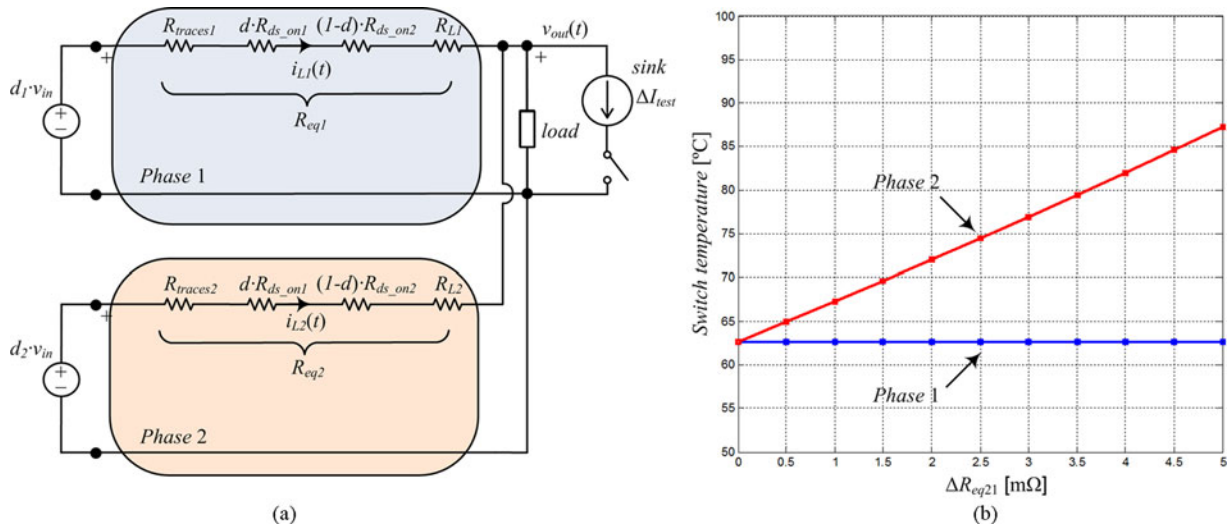 R_traces1 d·R_ds_on1 (1-d)·R_ds_on2 R_L1
i_L1(t)
R_eq1
d_1·v_in
+
−
+
Phase 1
v_out(t)
+
load
sink
ΔI_test
R_traces2 d·R_ds_on1 (1-d)·R_ds_on2 R_L2
i_L2(t)
R_eq2
d_2·v_in
+
−
+
Phase 2
(a)
Switch temperature [ºC]
100
95
90
85
80
75
70
65
60
55
50
Phase 2
Phase 1
0 0.5 1 1.5 2 2.5 3 3.5 4 4.5 5
ΔR_eq21 [mΩ]
(b)